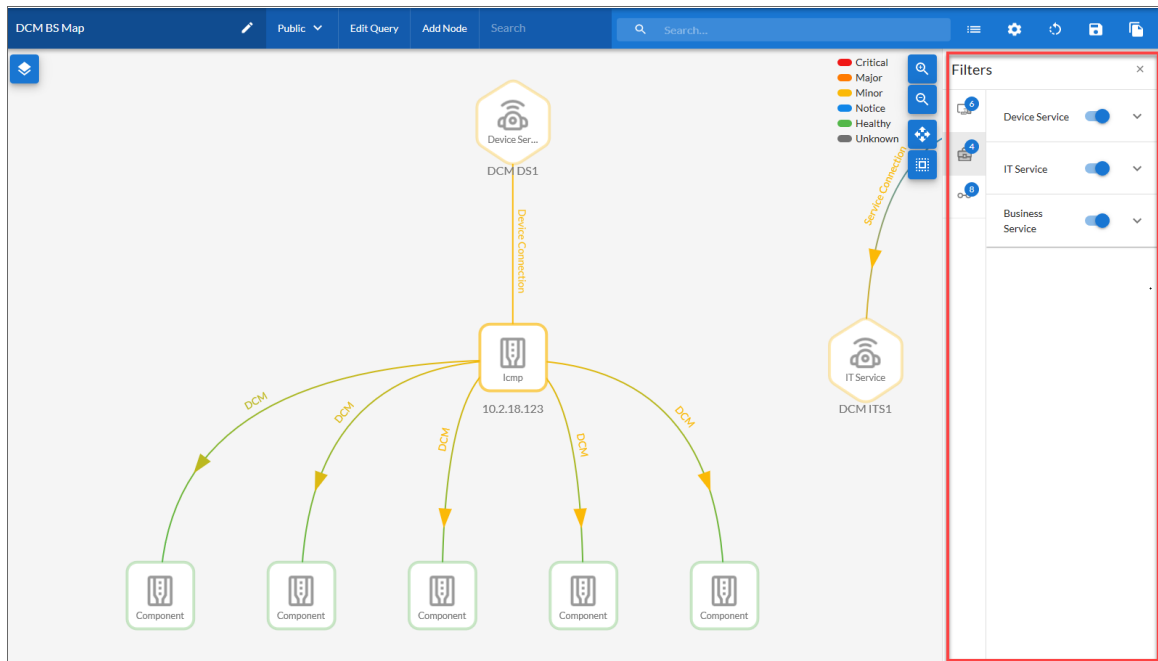 DCM BS Map
Public
Edit Query
Add Node
Search
Search...
Critical
Major
Minor
Notice
Healthy
Unknown
Filters
6
4
8
Device Service
IT Service
Business
Service
Device Ser...
DCM DS1
Device Connection
Service Connection
Icmp
10.2.18.123
IT Service
DCM ITS1
DCM
DCM
DCM
DCM
DCM
Component
Component
Component
Component
Component